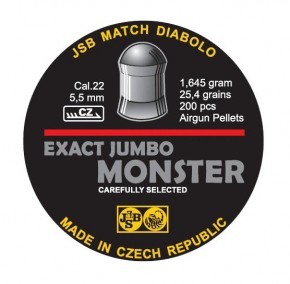 JSB MATCH DIABOLO
Cal.22
5,5 mm
CZ
1,645 gram
25,4 grains
200 pcs
Airgun Pellets
EXACT JUMBO
MONSTER
CAREFULLY SELECTED
JSB
MADE IN CZECH REPUBLIC